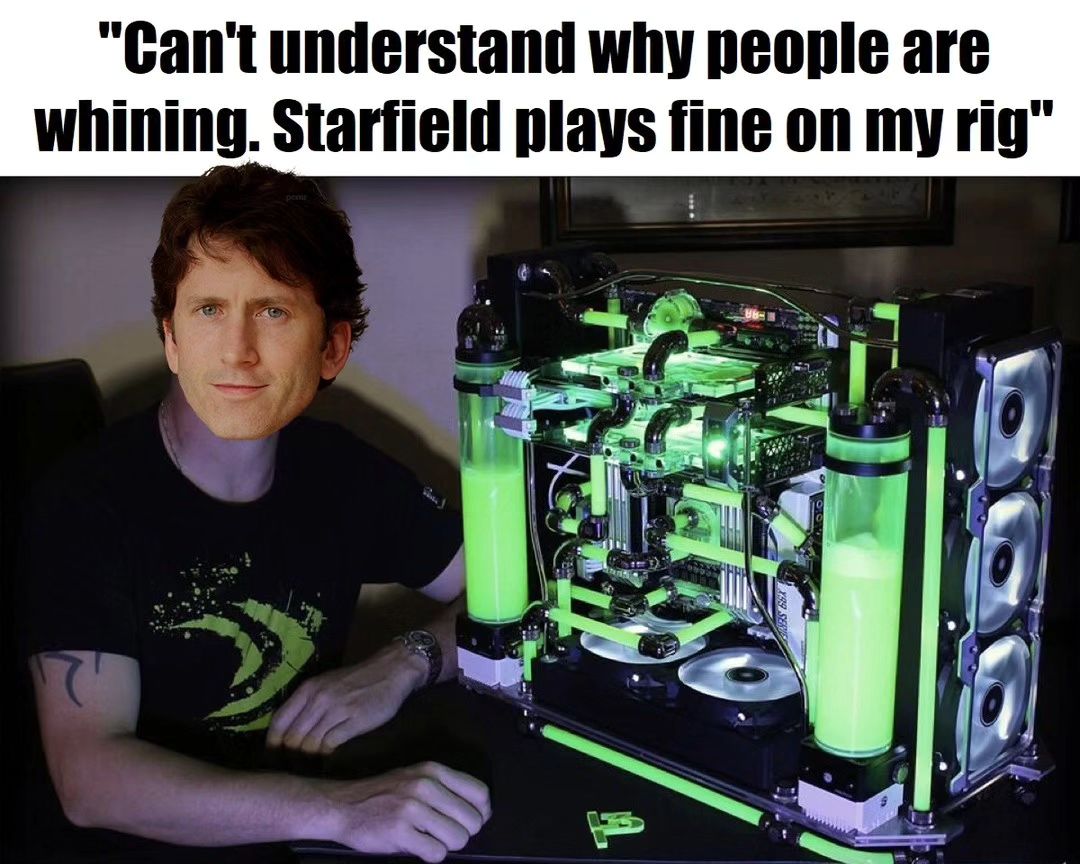 "Can't understand why people are
whining. Starfield plays fine on my rig"